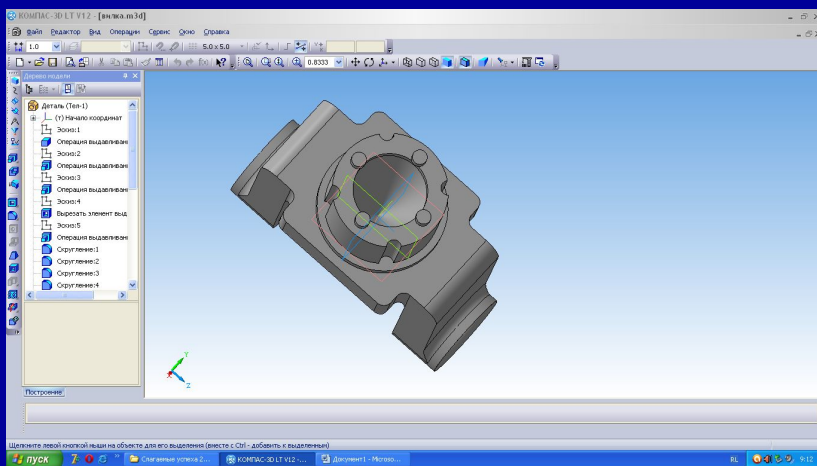 КОМПАС-3D LT V12 - [вилка.m3d]
Файл Редактор Вид Операции Сервис Окно Справка
1.0 5.0 x 5.0
0.8333
Дерево модели
Деталь (Тел-1)
(т) Начало координат
Эскиз:1
Операция выдавливан
Эскиз:2
Операция выдавливан
Эскиз:3
Операция выдавливан
Эскиз:4
Вырезать элемент выд
Эскиз:5
Операция выдавливан
Скругление:1
Скругление:2
Скругление:3
Скругление:4
Y
X
Z
Построение
Щелкните левой кнопкой мыши на объекте для его выделения (вместе с Ctrl - добавить к выделенным)
пуск
Слагаемые успеха 2...
КОМПАС-3D LT V12 -...
Документ1 - Microso...
RL
9:12